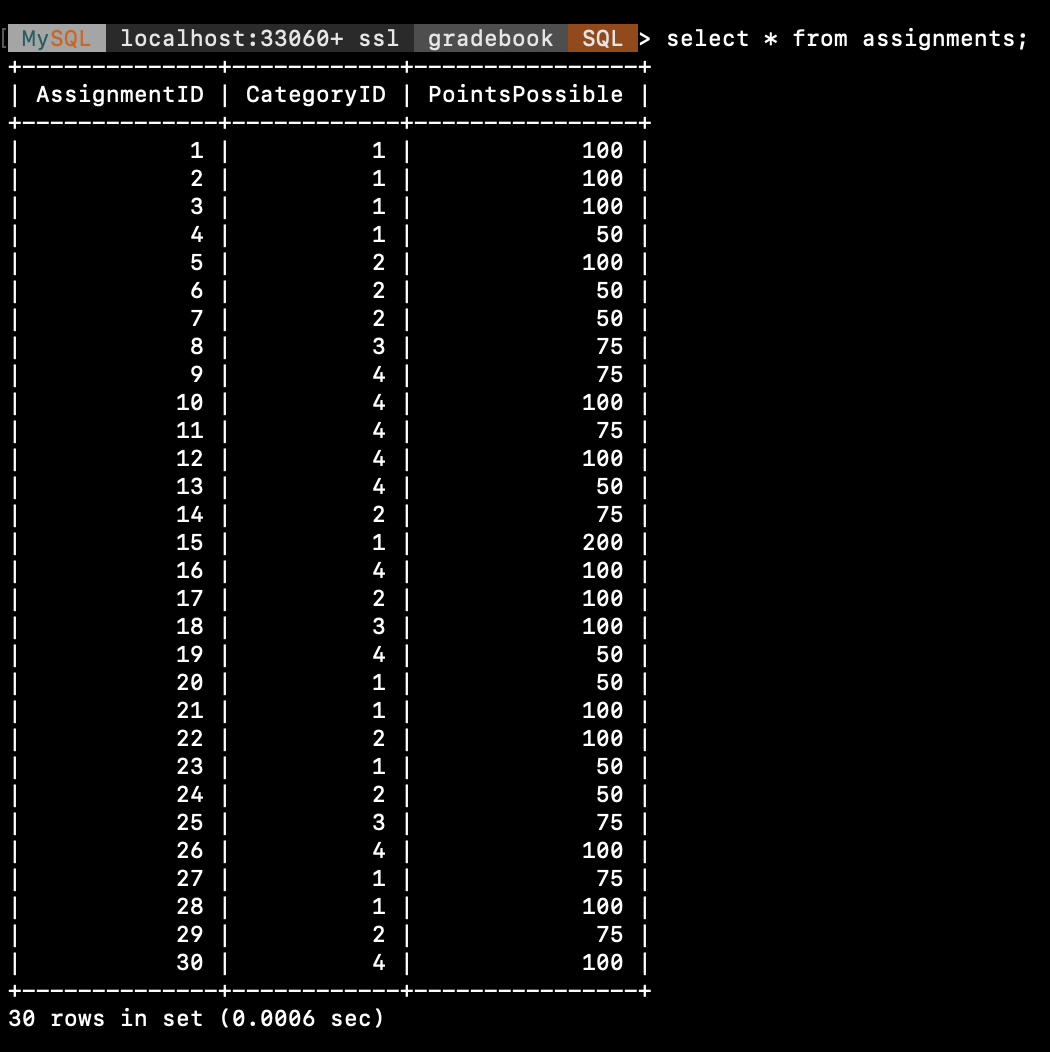 MySQL localhost:33060+ ssl gradebook SQL > select * from assignments;
+--------------+------------+----------------+
| AssignmentID | CategoryID | PointsPossible |
+--------------+------------+----------------+
|            1 |          1 |            100 |
|            2 |          1 |            100 |
|            3 |          1 |            100 |
|            4 |          1 |             50 |
|            5 |          2 |            100 |
|            6 |          2 |             50 |
|            7 |          2 |             50 |
|            8 |          3 |             75 |
|            9 |          4 |             75 |
|           10 |          4 |            100 |
|           11 |          4 |             75 |
|           12 |          4 |            100 |
|           13 |          4 |             50 |
|           14 |          2 |             75 |
|           15 |          1 |            200 |
|           16 |          4 |            100 |
|           17 |          2 |            100 |
|           18 |          3 |            100 |
|           19 |          4 |             50 |
|           20 |          1 |             50 |
|           21 |          1 |            100 |
|           22 |          2 |            100 |
|           23 |          1 |             50 |
|           24 |          2 |             50 |
|           25 |          3 |             75 |
|           26 |          4 |            100 |
|           27 |          1 |             75 |
|           28 |          1 |            100 |
|           29 |          2 |             75 |
|           30 |          4 |            100 |
+--------------+------------+----------------+
30 rows in set (0.0006 sec)